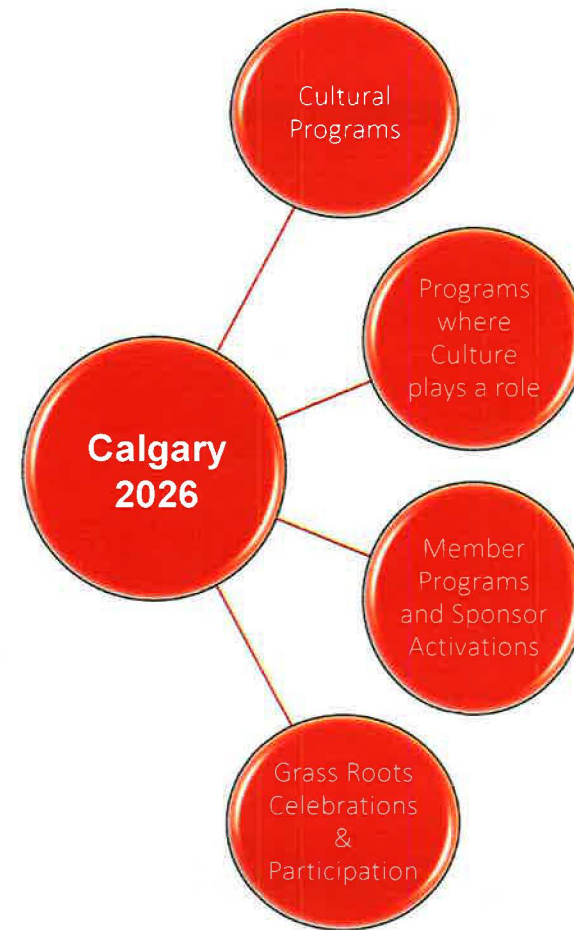 Cultural
Programs
Programs
where
Culture
plays a role
Calgary
2026
Member
Programs
and Sponsor
Activations
Grass Roots
Celebrations
&
Participation